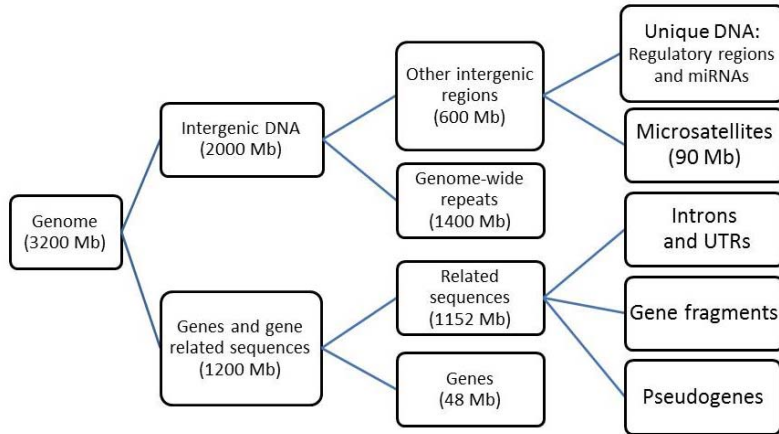 Genome
(3200 Mb)
Intergenic DNA
(2000 Mb)
Genes and gene
related sequences
(1200 Mb)
Other intergenic
regions
(600 Mb)
Genome-wide
repeats
(1400 Mb)
Related
sequences
(1152 Mb)
Genes
(48 Mb)
Unique DNA:
Regulatory regions
and miRNAs
Microsatellites
(90 Mb)
Introns
and UTRs
Gene fragments
Pseudogenes